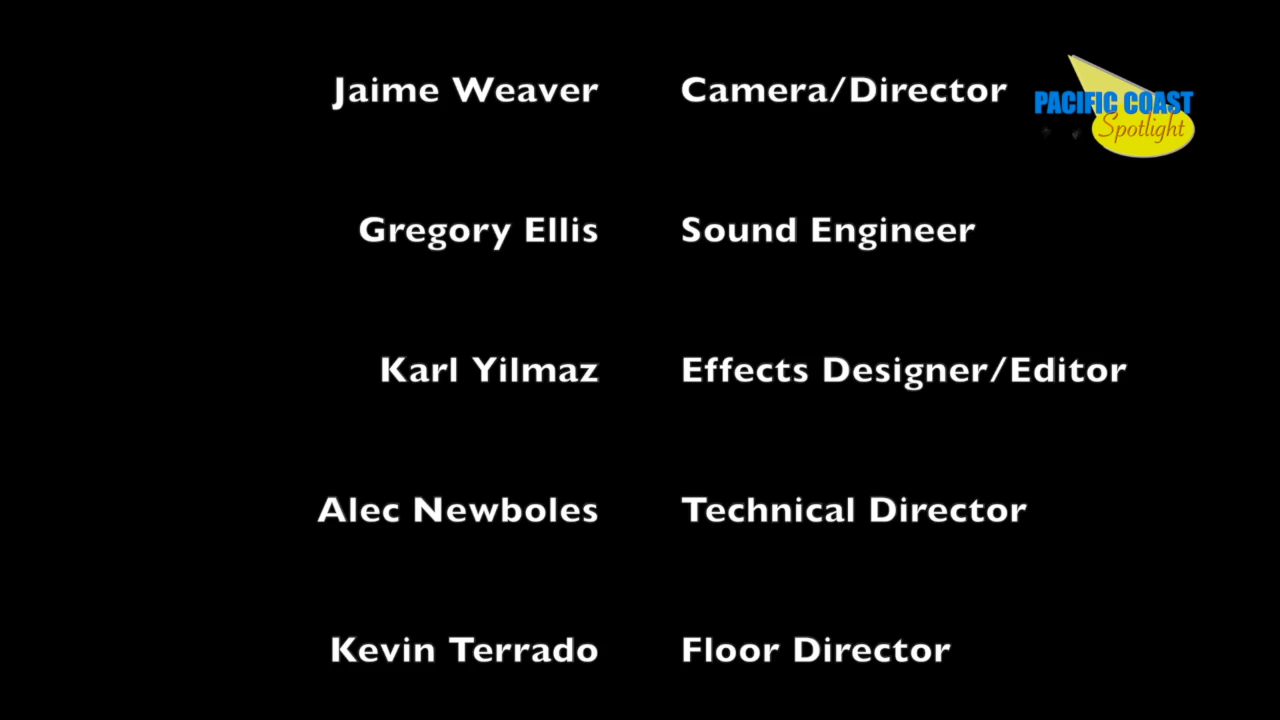 Jaime Weaver Camera/Director
PACIFIC COAST
Spotlight
Gregory Ellis Sound Engineer
Karl Yilmaz Effects Designer/Editor
Alec Newboles Technical Director
Kevin Terrado Floor Director